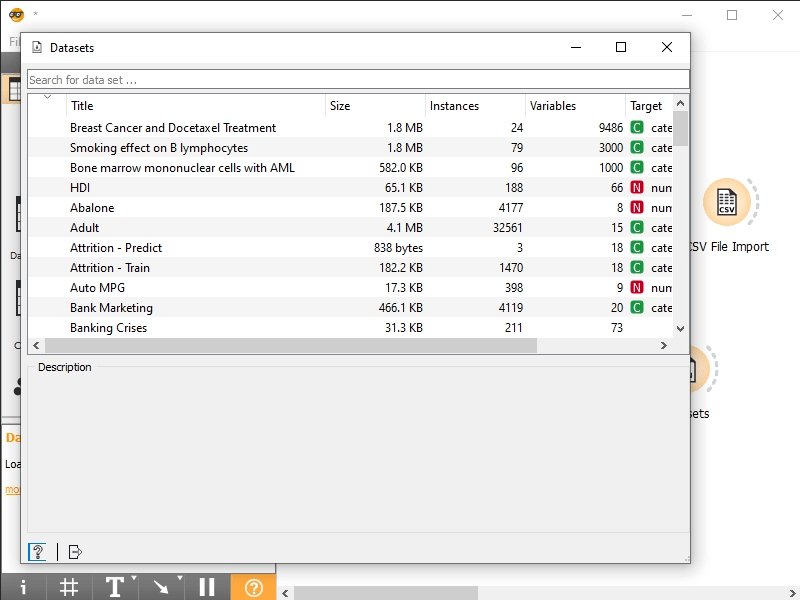 *
Fi
Datasets
Search for data set ...
Title Size Instances Variables Target
Breast Cancer and Docetaxel Treatment 1.8 MB 24 9486 C cate
Smoking effect on B lymphocytes 1.8 MB 79 3000 C cate
Bone marrow mononuclear cells with AML 582.0 KB 96 1000 C cate
HDI 65.1 KB 188 66 N num
Abalone 187.5 KB 4177 8 N num
Adult 4.1 MB 32561 15 C cate
Attrition - Predict 838 bytes 3 18 C cate
Attrition - Train 182.2 KB 1470 18 C cate
Auto MPG 17.3 KB 398 9 N num
Bank Marketing 466.1 KB 4119 20 C cate
Banking Crises 31.3 KB 211 73
Description
CSV
CSV File Import
sets
Da
Da
Loa
mor
?
i # T ?